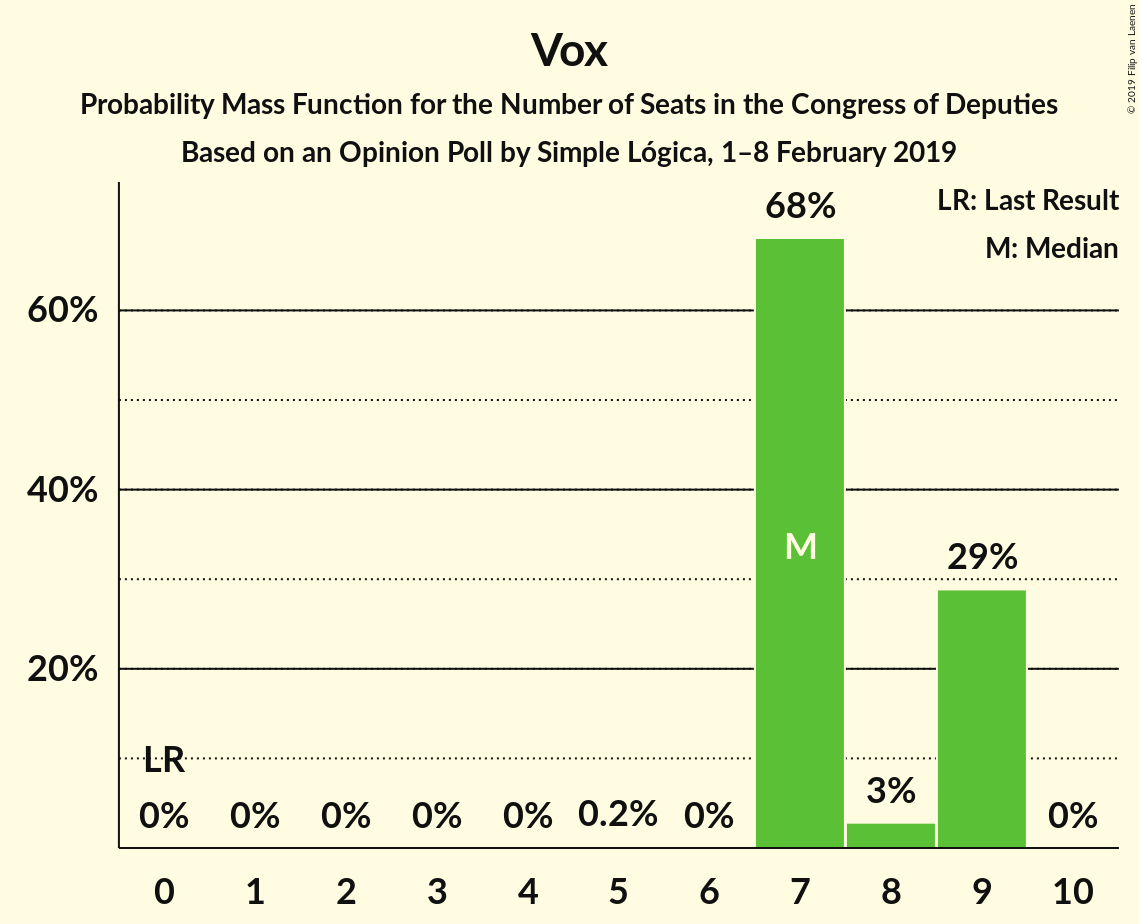 Vox
Probability Mass Function for the Number of Seats in the Congress of Deputies
Based on an Opinion Poll by Simple Lógica, 1–8 February 2019
© 2019 Filip van Laenen
LR: Last Result
M: Median
68%
60%
40%
M
29%
20%
LR
3%
0% 0% 0% 0% 0% 0.2% 0% 0%
0 1 2 3 4 5 6 7 8 9 10